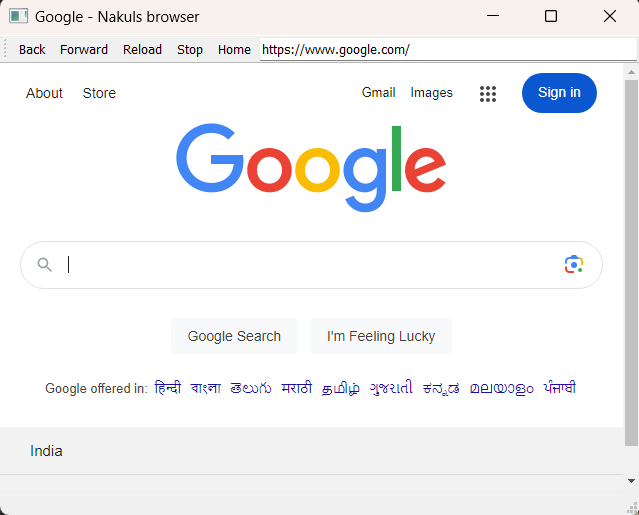 Google - Nakuls browser
Back Forward Reload Stop Home https://www.google.com/
About Store Gmail Images Sign in
Google
Google Search I'm Feeling Lucky
Google offered in: हिन्दी বাংলা తెలుగు मराठी தமிழ் ગુજરાતી ಕನ್ನಡ മലയാളം ਪੰਜਾਬੀ
India